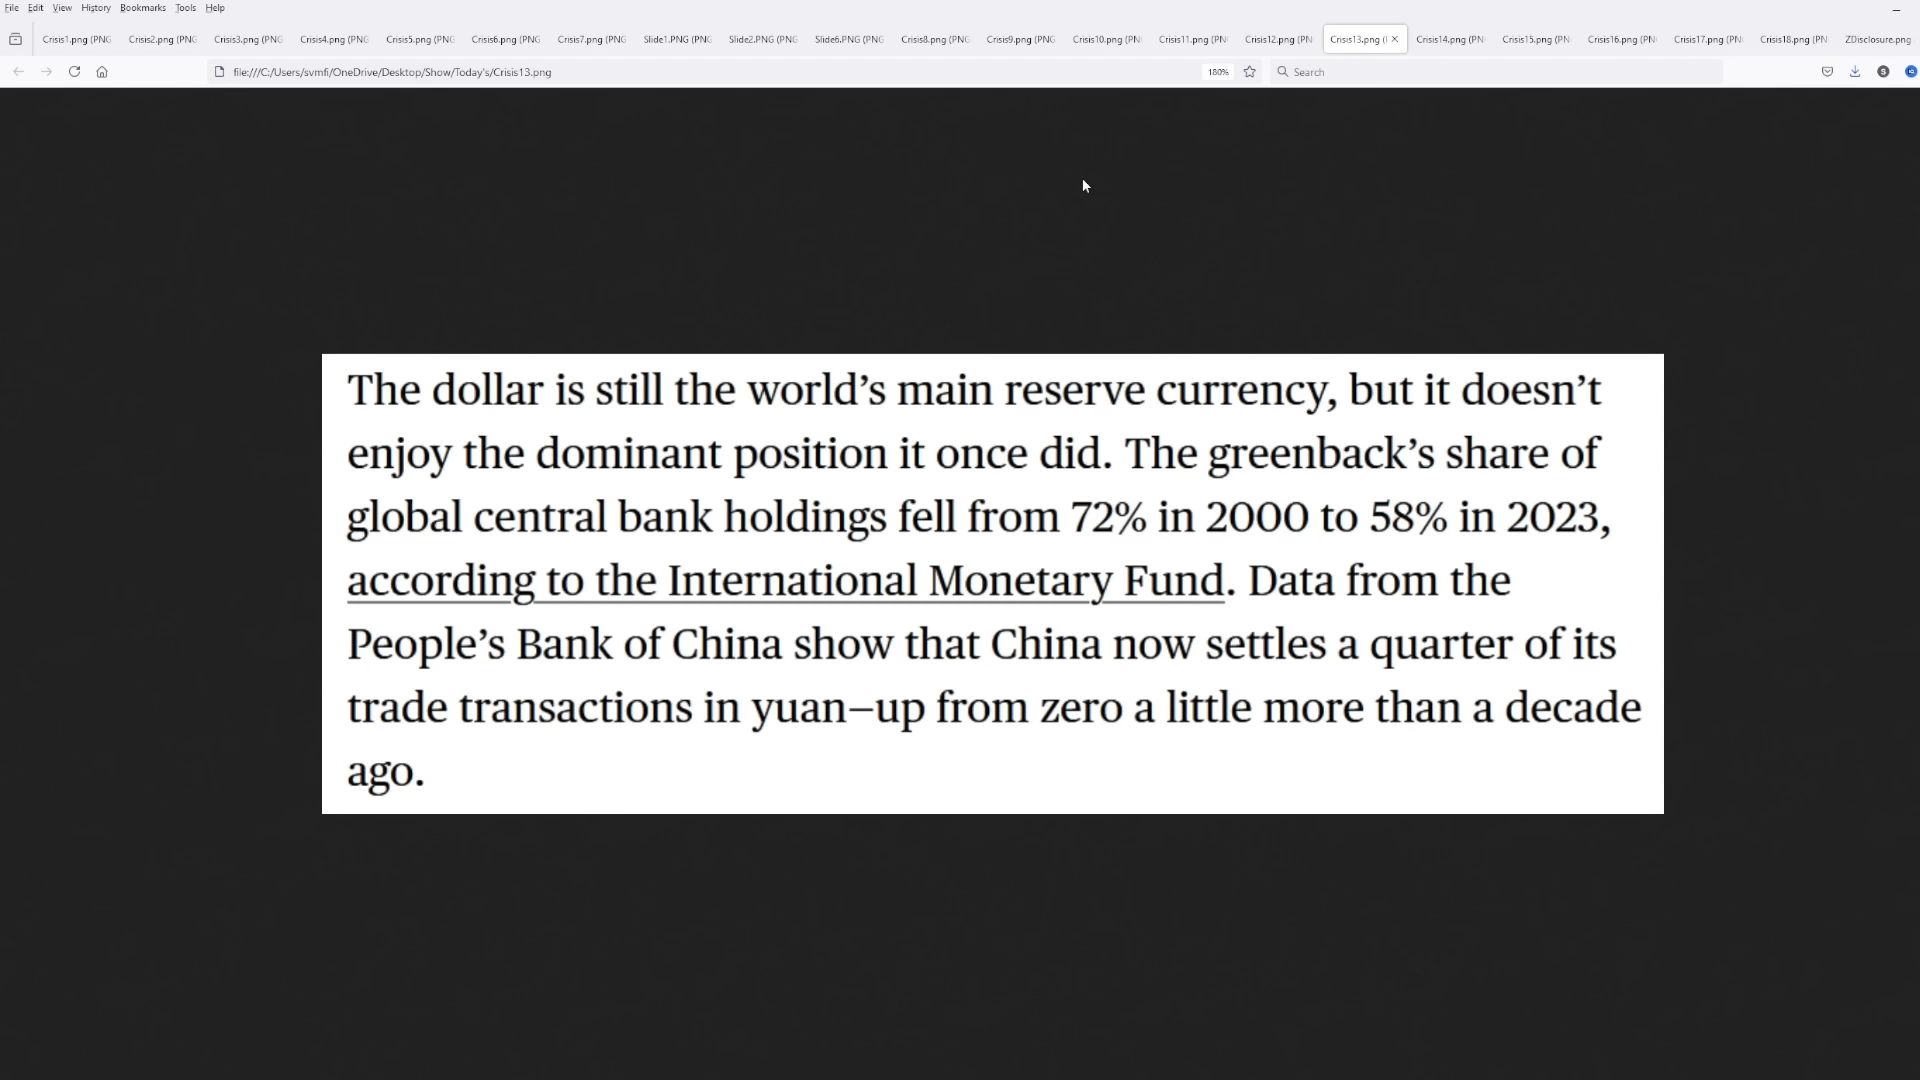 File Edit View History Bookmarks Tools Help
Crisis1.png (PNG Crisis2.png (PNG Crisis3.png (PNG Crisis4.png (PNG Crisis5.png (PNG Crisis6.png (PNG Crisis7.png (PNG Slide1.PNG (PNG Slide2.PNG (PNG Slide6.PNG (PNG Crisis8.png (PNG Crisis9.png (PNG Crisis10.png (PN Crisis11.png (PN Crisis12.png (PN Crisis13.png ( Crisis14.png (PN Crisis15.png (PN Crisis16.png (PN Crisis17.png (PN Crisis18.png (PN ZDisclosure.png
file:///C:/Users/svmfi/OneDrive/Desktop/Show/Today's/Crisis13.png 180% Search S
The dollar is still the world’s main reserve currency, but it doesn’t
enjoy the dominant position it once did. The greenback’s share of
global central bank holdings fell from 72% in 2000 to 58% in 2023,
according to the International Monetary Fund. Data from the
People’s Bank of China show that China now settles a quarter of its
trade transactions in yuan—up from zero a little more than a decade
ago.